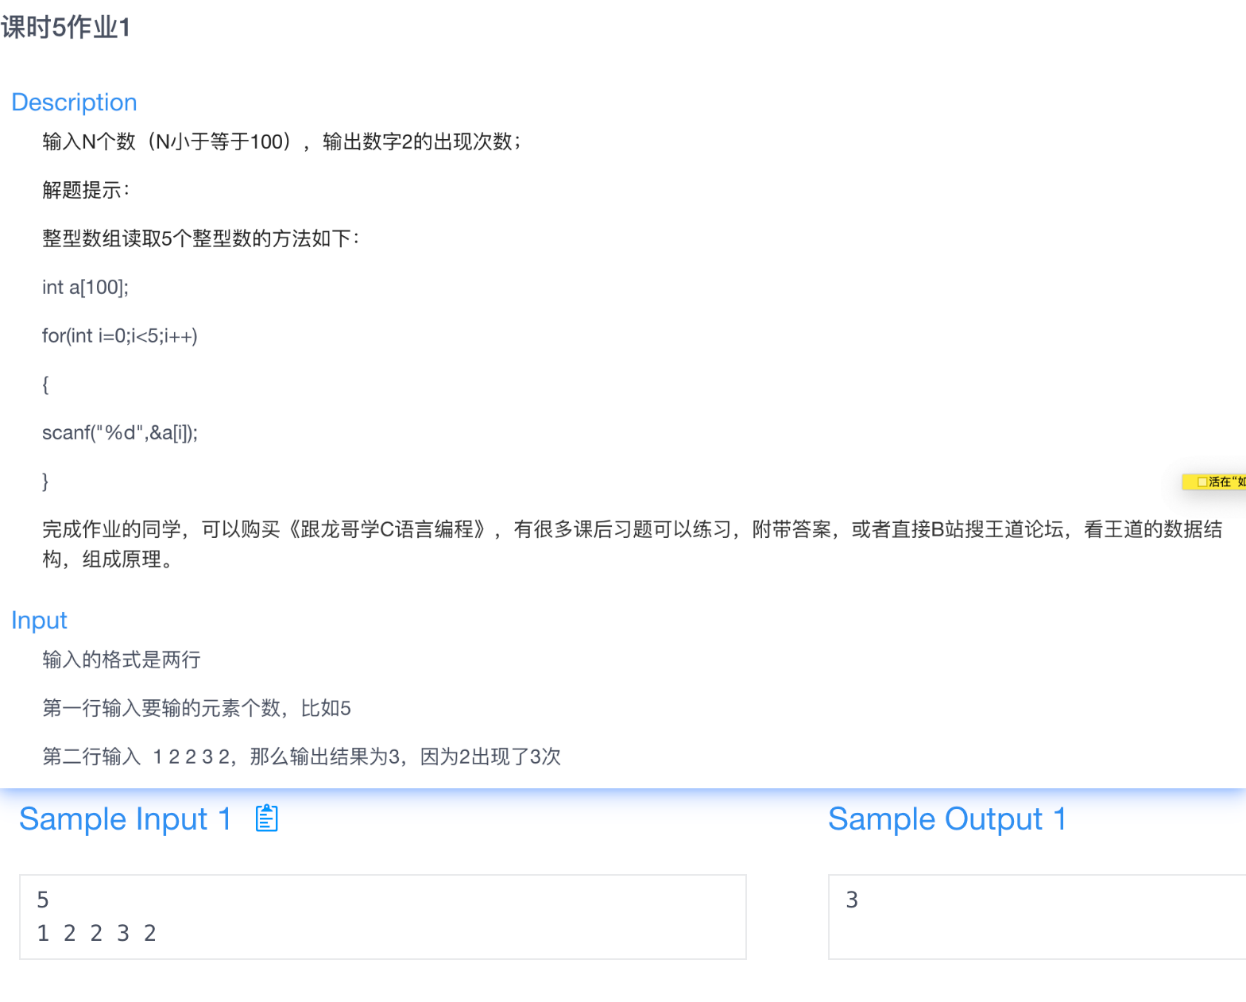 课时5作业1
Description
输入N个数（N小于等于100），输出数字2的出现次数；
解题提示：
整型数组读取5个整型数的方法如下：
int a[100];
for(int i=0;i<5;i++)
{
scanf("%d",&a[i]);
}
活在"如
完成作业的同学，可以购买《跟龙哥学C语言编程》，有很多课后习题可以练习，附带答案，或者直接B站搜王道论坛，看王道的数据结
构，组成原理。
Input
输入的格式是两行
第一行输入要输的元素个数，比如5
第二行输入  1 2 2 3 2，那么输出结果为3，因为2出现了3次
Sample Input 1
Sample Output 1
5
1 2 2 3 2
3